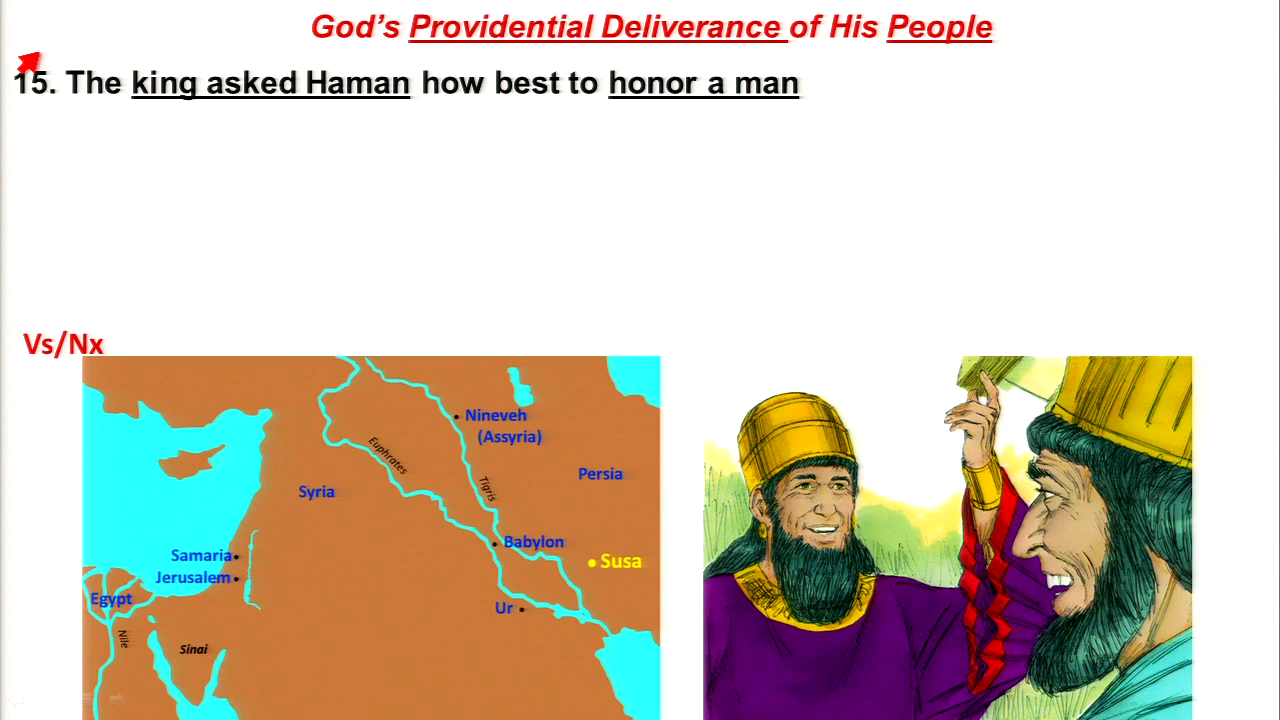 God's Providential Deliverance of His People
15. The king asked Haman how best to honor a man
Vs/Nx
Nineveh
(Assyria)
Euphrates
Tigris
Persia
Syria
Babylon
Samaria
Susa
Jerusalem
Egypt
Ur
Nile
Sinai